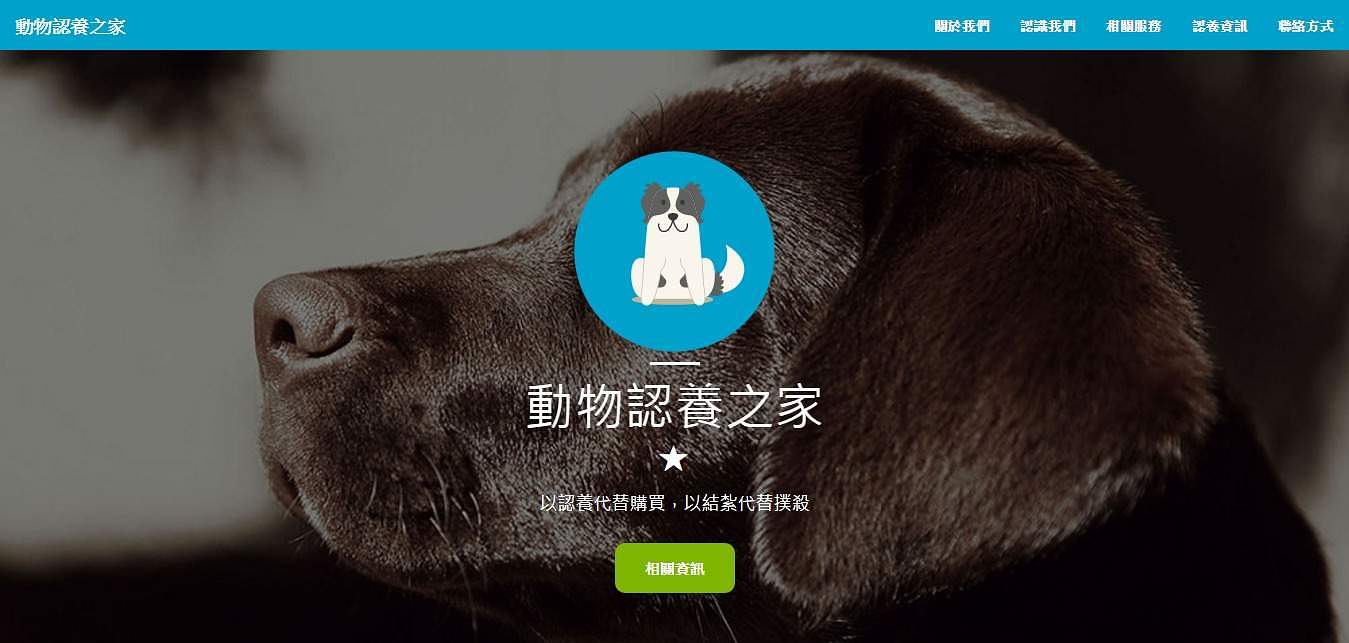 動物認養之家
關於我們
認識我們
相關服務
認養資訊
聯絡方式
動物認養之家
以認養代替購買，以結紮代替撲殺
相關資訊